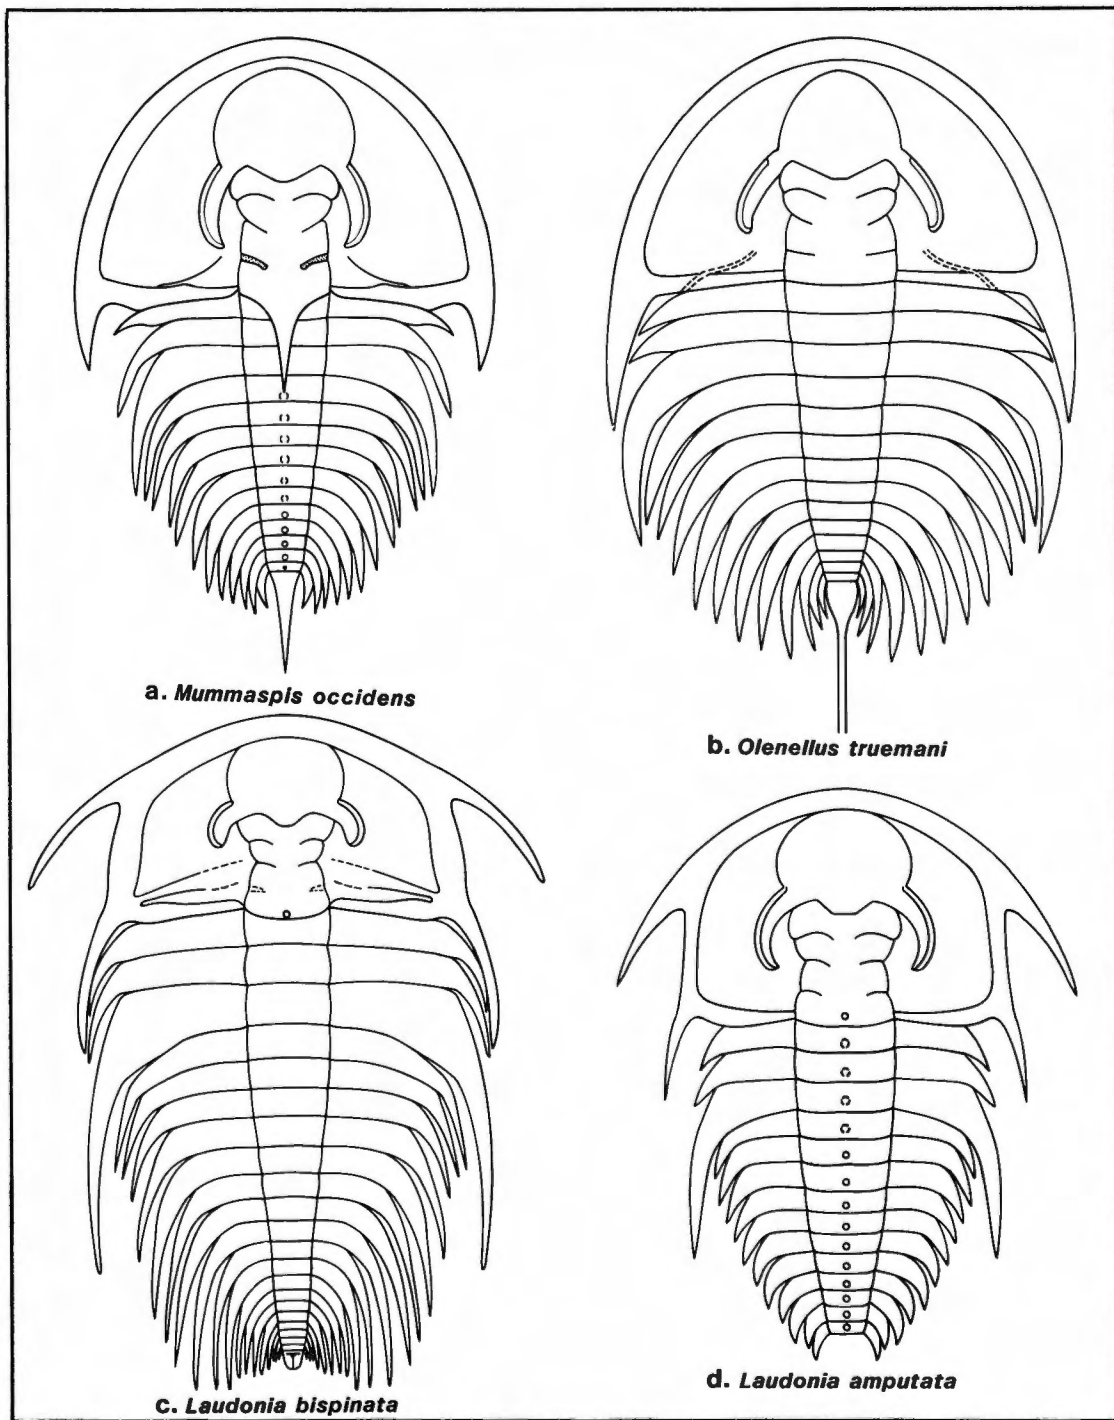 a. Mummaspis occidens
b. Olenellus truemani
c. Laudonia bispinata
d. Laudonia amputata